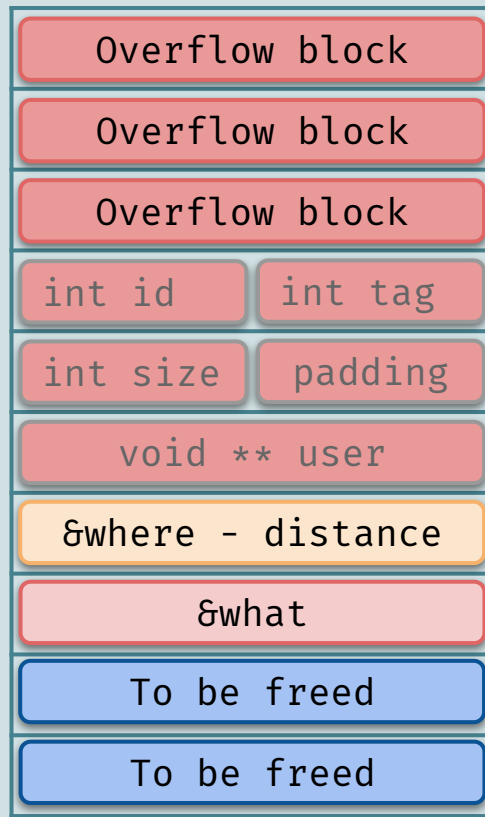 Overflow block
Overflow block
Overflow block
int id int tag
int size padding
void ** user
&where - distance
&what
To be freed
To be freed